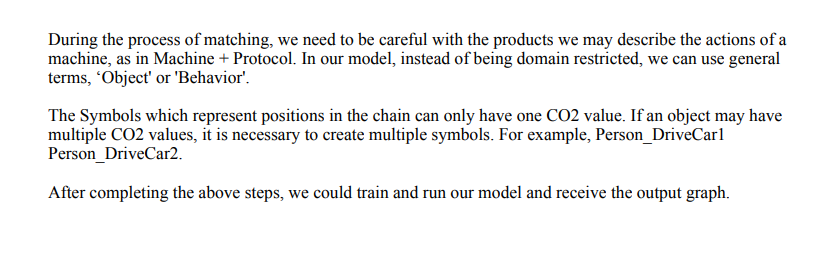 During the process of matching, we need to be careful with the products we may describe the actions of a
machine, as in Machine + Protocol. In our model, instead of being domain restricted, we can use general
terms, ‘Object' or 'Behavior'.
The Symbols which represent positions in the chain can only have one CO2 value. If an object may have
multiple CO2 values, it is necessary to create multiple symbols. For example, Person_DriveCar1
Person_DriveCar2.
After completing the above steps, we could train and run our model and receive the output graph.